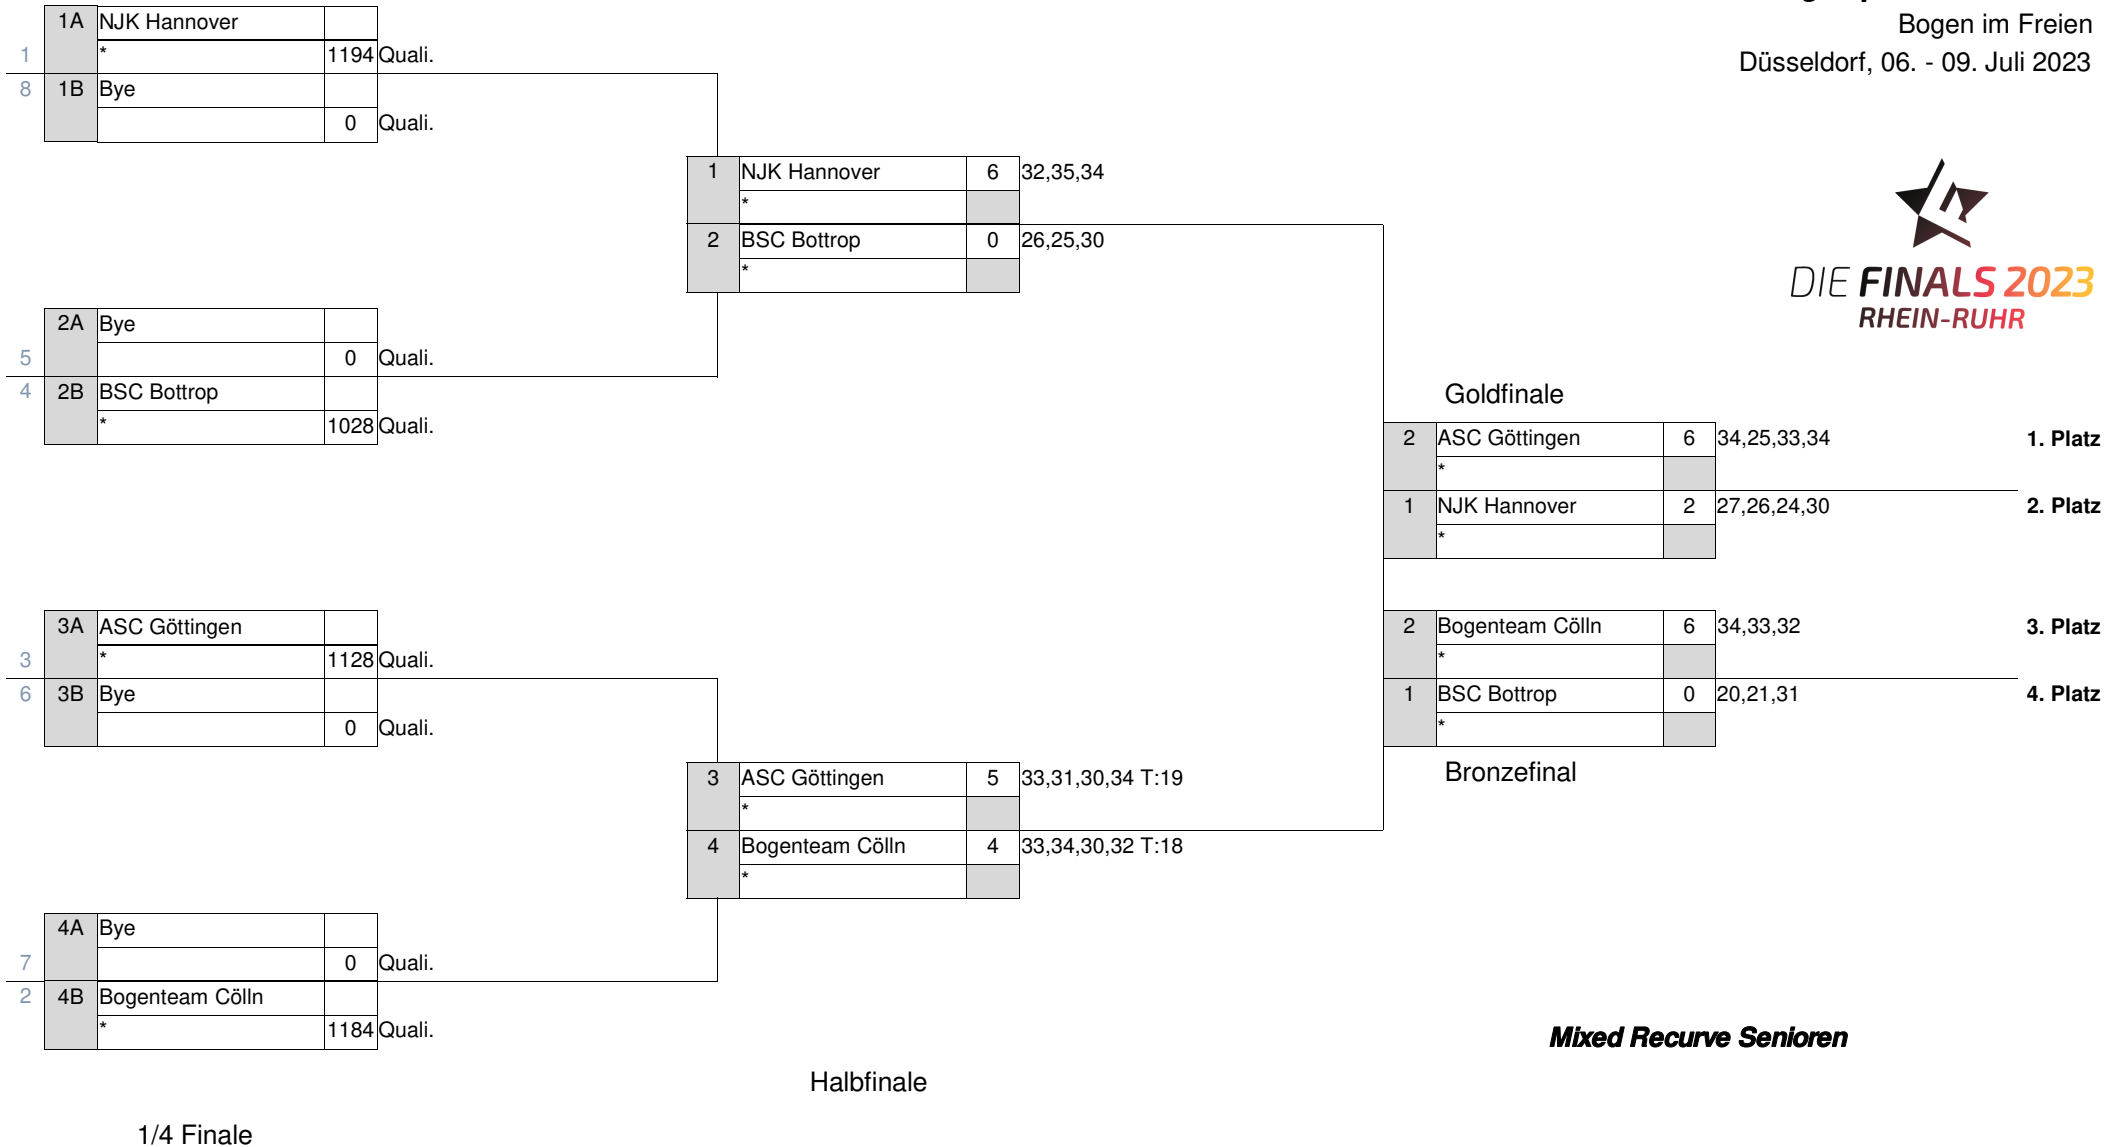 Bogen im Freien
Düsseldorf, 06. - 09. Juli 2023
DIE FINALS 2023
RHEIN-RUHR
1A NJK Hannover
1 * 1194 Quali.
8 1B Bye
0 Quali.
1 NJK Hannover 6 32,35,34
*
2 BSC Bottrop 0 26,25,30
*
2A Bye
5 0 Quali.
4 2B BSC Bottrop
* 1028 Quali.
Goldfinale
2 ASC Göttingen 6 34,25,33,34 1. Platz
*
1 NJK Hannover 2 27,26,24,30 2. Platz
*
3A ASC Göttingen
3 * 1128 Quali.
6 3B Bye
0 Quali.
2 Bogenteam Cölln 6 34,33,32 3. Platz
*
1 BSC Bottrop 0 20,21,31 4. Platz
*
Bronzefinal
3 ASC Göttingen 5 33,31,30,34 T:19
*
4 Bogenteam Cölln 4 33,34,30,32 T:18
*
4A Bye
7 0 Quali.
2 4B Bogenteam Cölln
* 1184 Quali.
Mixed Recurve Senioren
Halbfinale
1/4 Finale